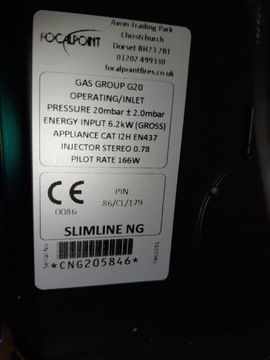 FOCALPOINT
Avon Trading Park
Christchurch
Dorset BH23 2BT
01202 499330
focalpointfires.co.uk
GAS GROUP G20
OPERATING/INLET
PRESSURE 20mbar ± 2.0mbar
ENERGY INPUT 6.2kW (GROSS)
APPLIANCE CAT I2H EN437
INJECTOR STEREO 0.78
PILOT RATE 166W
CE
0086
PIN:
86/CL/179
SLIMLINE NG
Serial No
*CNG205846*